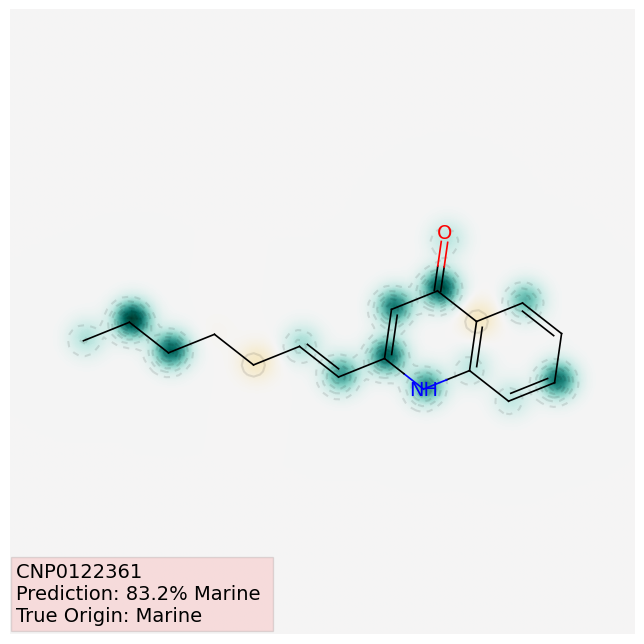 O
NH
CNP0122361
Prediction: 83.2% Marine
True Origin: Marine